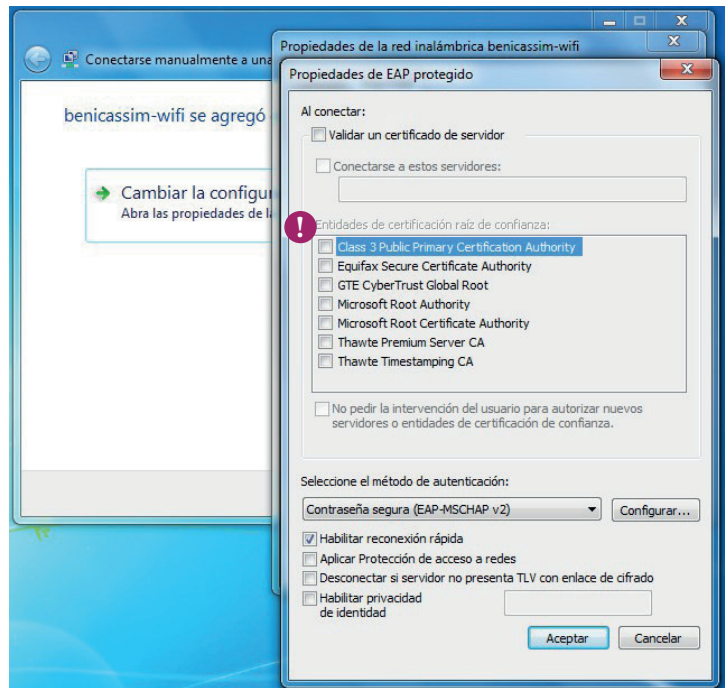 Conectarse manualmente a una
benicassim-wifi se agregó
Cambiar la configur
Abra las propiedades de l
Propiedades de la red inalámbrica benicassim-wifi
Propiedades de EAP protegido
Al conectar:
Validar un certificado de servidor
Conectarse a estos servidores:
!
Entidades de certificación raíz de confianza:
Class 3 Public Primary Certification Authority
Equifax Secure Certificate Authority
GTE CyberTrust Global Root
Microsoft Root Authority
Microsoft Root Certificate Authority
Thawte Premium Server CA
Thawte Timestamping CA
No pedir la intervención del usuario para autorizar nuevos
servidores o entidades de certificación de confianza.
Seleccione el método de autenticación:
Contraseña segura (EAP-MSCHAP v2)
Configurar...
Habilitar reconexión rápida
Aplicar Protección de acceso a redes
Desconectar si servidor no presenta TLV con enlace de cifrado
Habilitar privacidad
de identidad
Aceptar
Cancelar